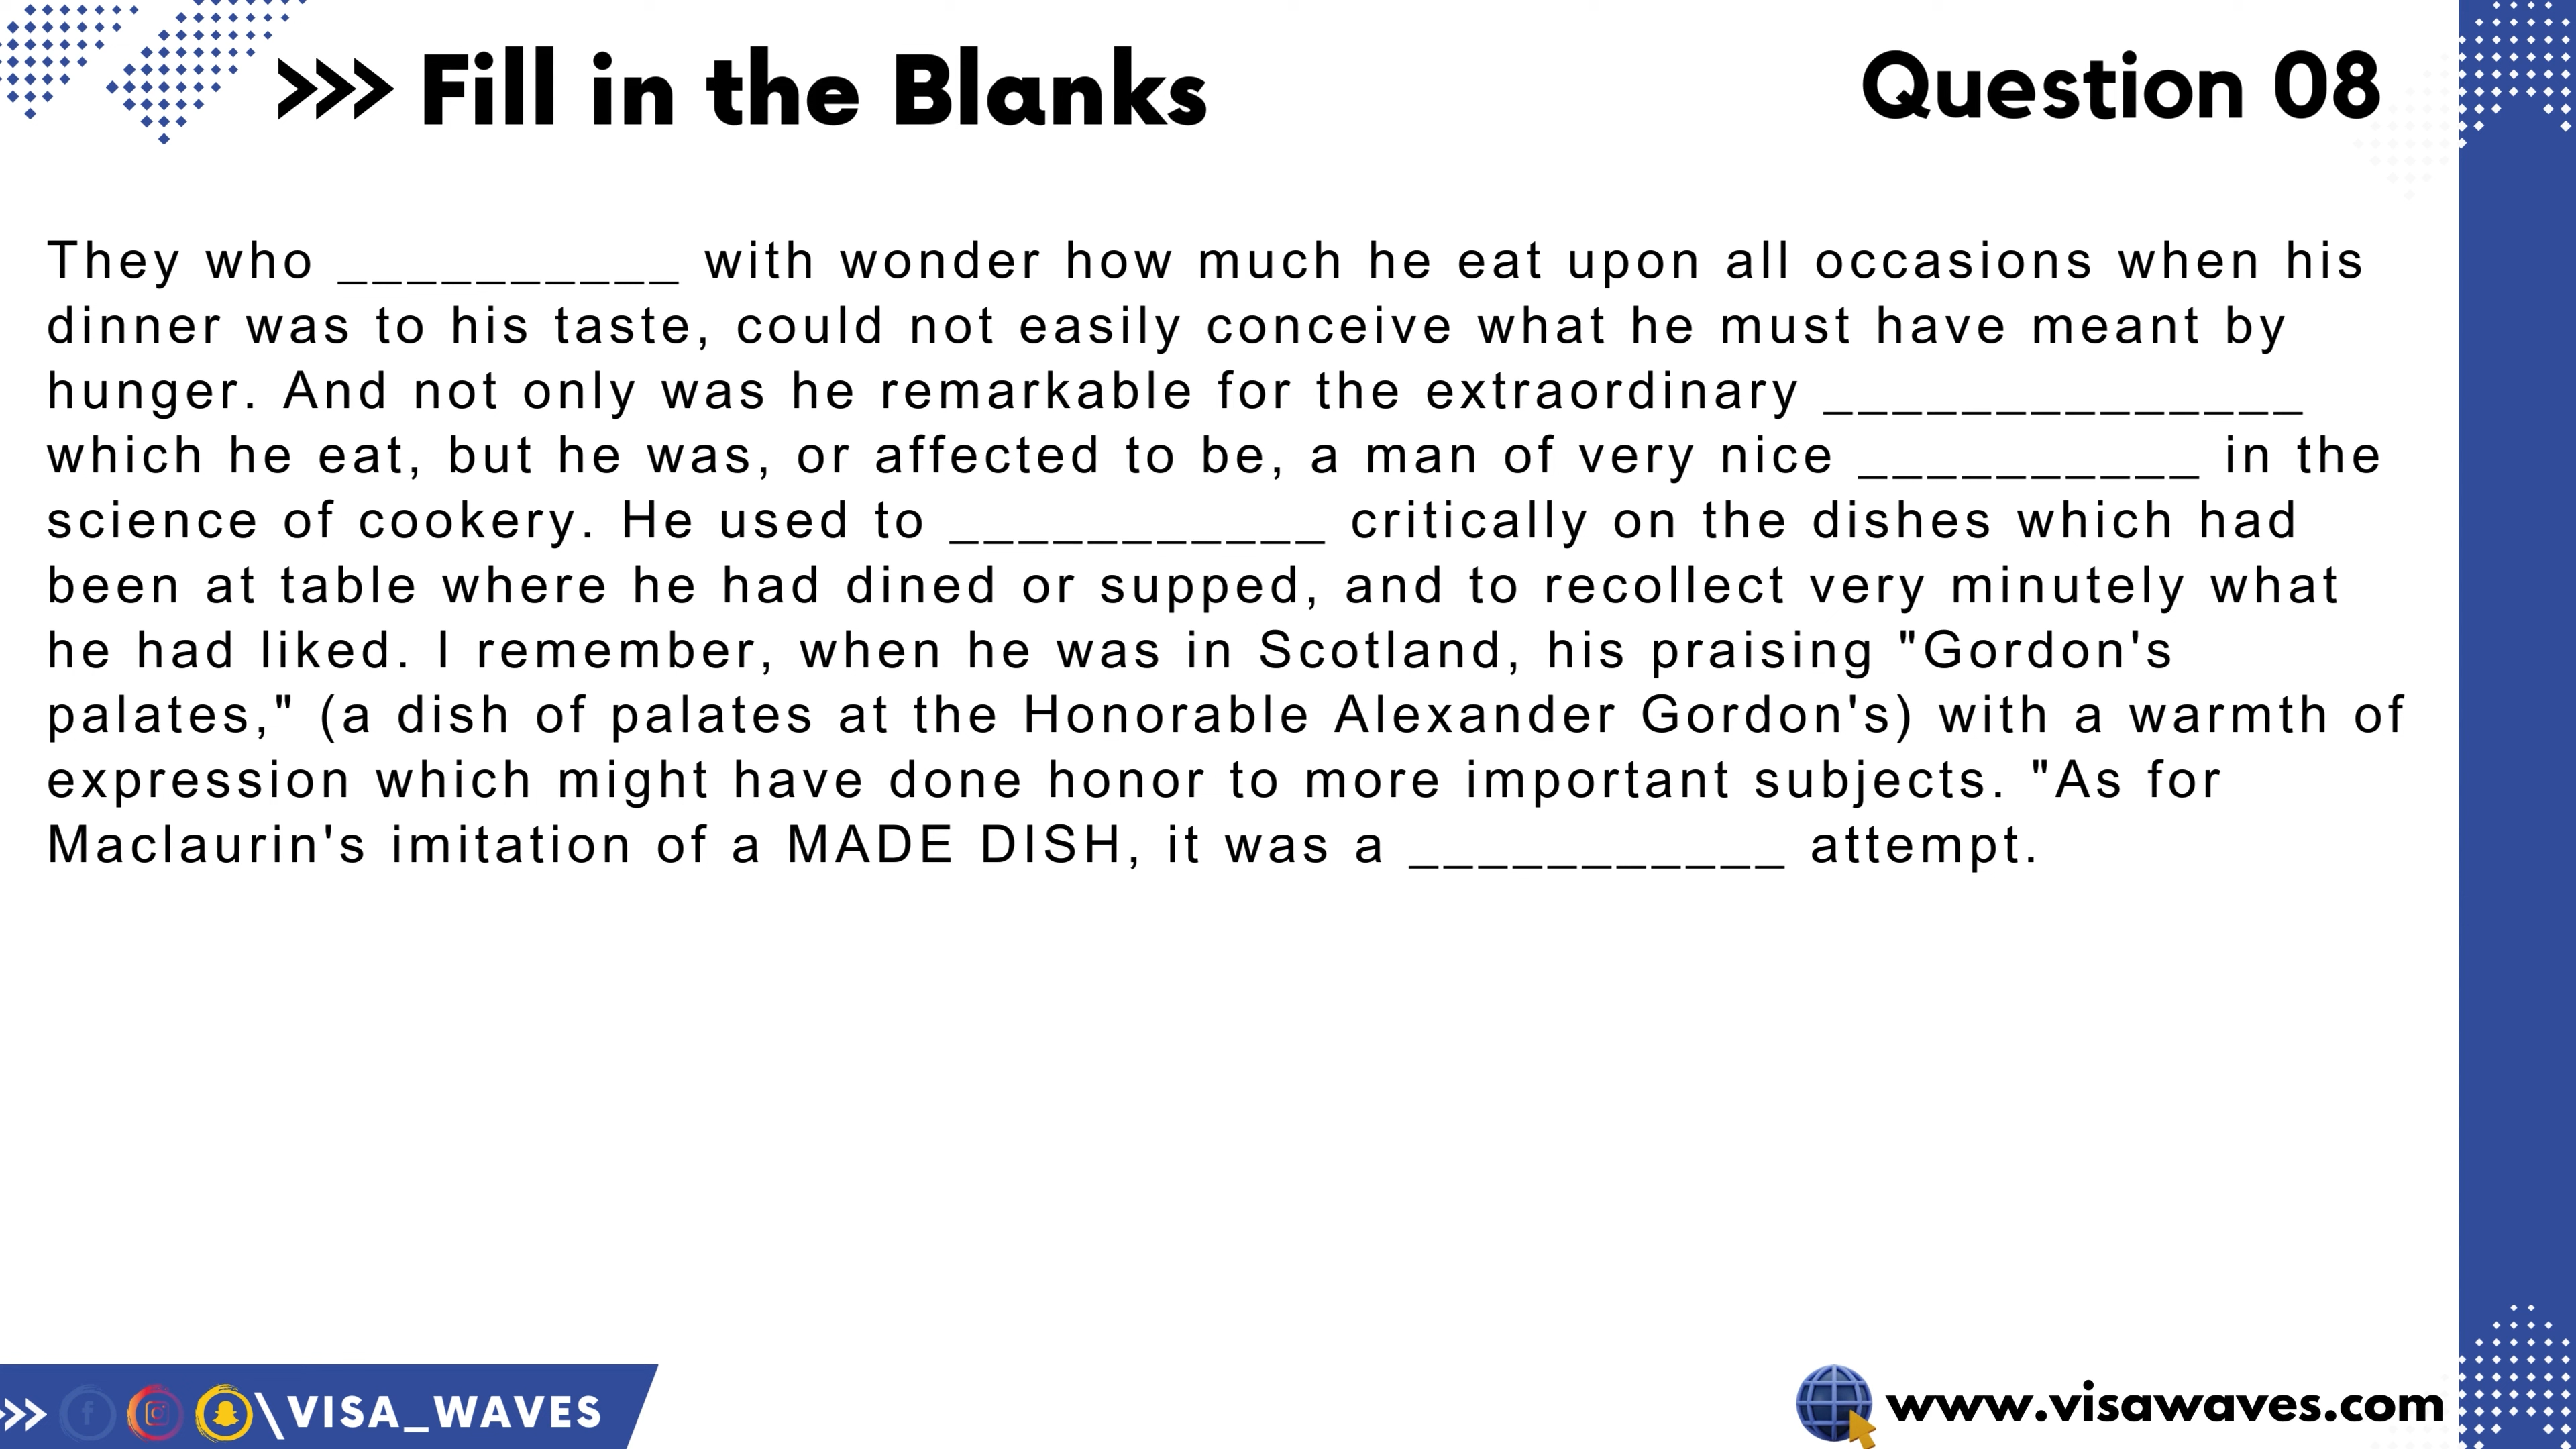 >>> Fill in the Blanks
Question 08
They who __________ with wonder how much he eat upon all occasions when his
dinner was to his taste, could not easily conceive what he must have meant by
hunger. And not only was he remarkable for the extraordinary ______________
which he eat, but he was, or affected to be, a man of very nice __________ in the
science of cookery. He used to ___________ critically on the dishes which had
been at table where he had dined or supped, and to recollect very minutely what
he had liked. I remember, when he was in Scotland, his praising "Gordon's
palates," (a dish of palates at the Honorable Alexander Gordon's) with a warmth of
expression which might have done honor to more important subjects. "As for
Maclaurin's imitation of a MADE DISH, it was a ___________ attempt.
\VISA_WAVES
www.visawaves.com